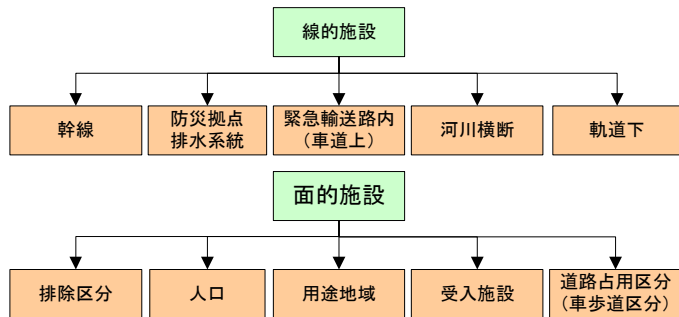 線的施設
幹線
防災拠点
排水系統
緊急輸送路内
（車道上）
河川横断
軌道下
面的施設
排除区分
人口
用途地域
受入施設
道路占用区分
（車歩道区分）